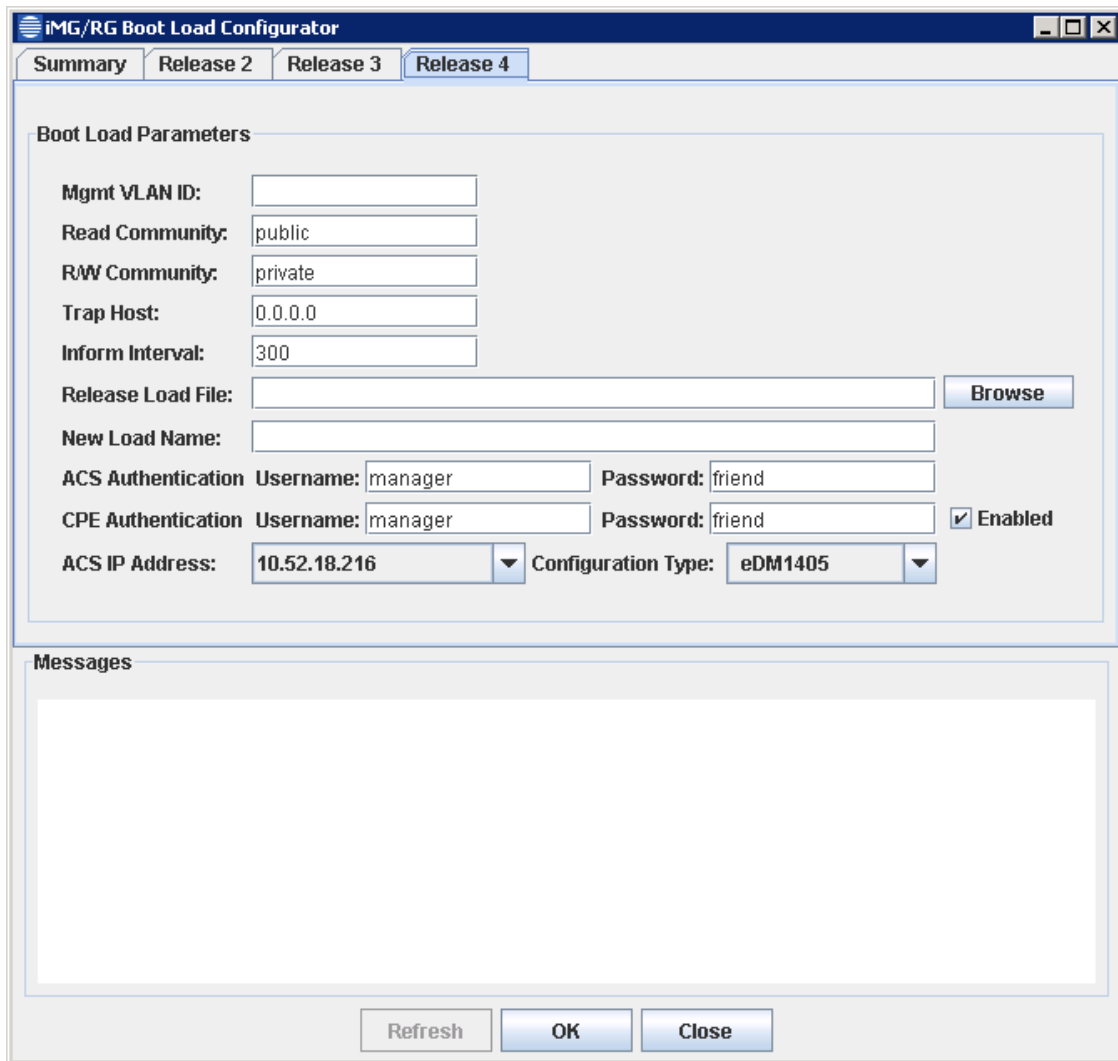 iMG/RG Boot Load Configurator
Summary Release 2 Release 3 Release 4
Boot Load Parameters
Mgmt VLAN ID:
Read Community: public
R/W Community: private
Trap Host: 0.0.0.0
Inform Interval: 300
Release Load File: Browse
New Load Name:
ACS Authentication Username: manager Password: friend
CPE Authentication Username: manager Password: friend Enabled
ACS IP Address: 10.52.18.216 Configuration Type: eDM1405
Messages
Refresh OK Close